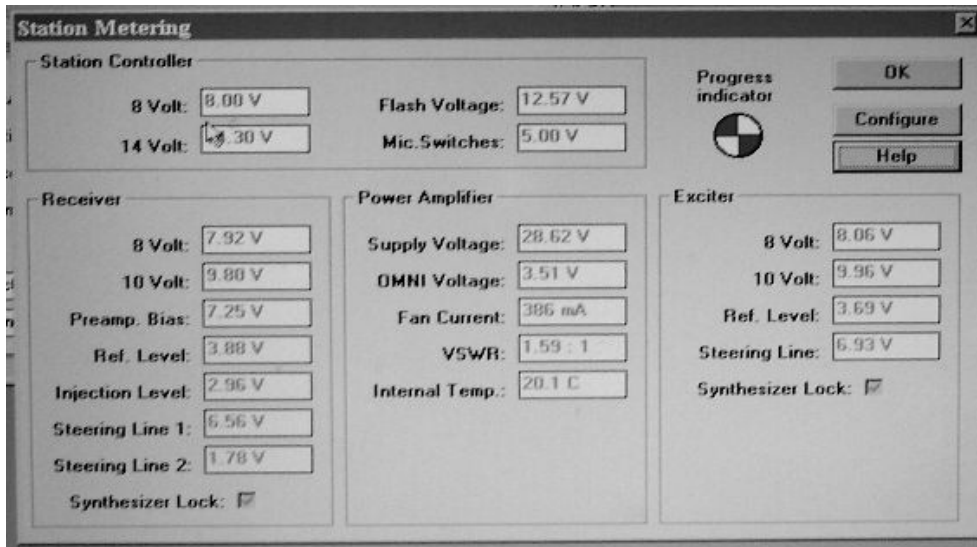 Station Metering
Station Controller
8 Volt: 8.00 V
14 Volt: .30 V
Flash Voltage: 12.57 V
Mic.Switches: 5.00 V
Progress
indicator
OK
Configure
Help
Receiver
8 Volt: 7.92 V
10 Volt: 9.80 V
Preamp. Bias: 7.25 V
Ref. Level: 3.88 V
Injection Level: 2.96 V
Steering Line 1: 6.56 V
Steering Line 2: 1.78 V
Synthesizer Lock:
Power Amplifier
Supply Voltage: 28.62 V
OMNI Voltage: 3.51 V
Fan Current: 386 mA
VSWR: 1.59 : 1
Internal Temp.: 20.1 C
Exciter
8 Volt: 8.06 V
10 Volt: 9.96 V
Ref. Level: 3.69 V
Steering Line: 6.93 V
Synthesizer Lock: